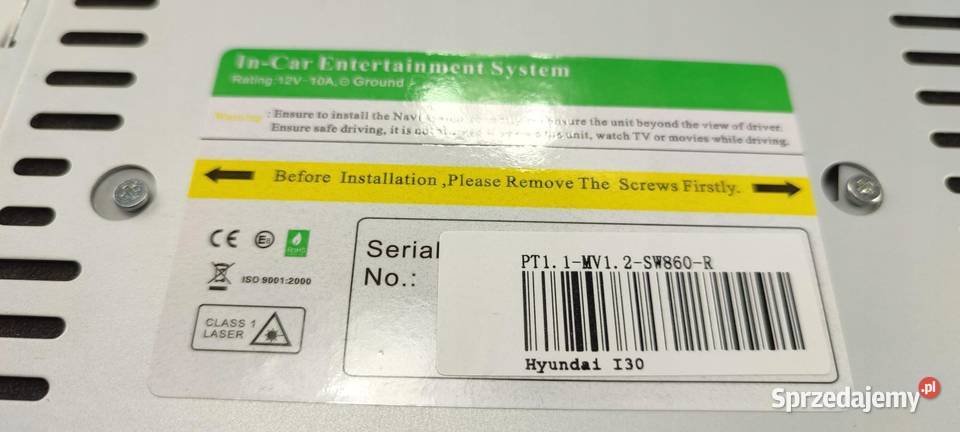 In-Car Entertainment System
Rating:12V-10A, Ground
Warning : Ensure to install the ensure the unit beyond the view of driver.
Ensure safe driving, it is unit, watch TV or movies while driving.
Before Installation ,Please Remove The Screws Firstly.
CE
RoHS
ISO 9001:2000
CLASS 1
LASER
Serial
No.:
PT1.1-MV1.2-SW860-R
Hyundai I30
Sprzedajemy.pl